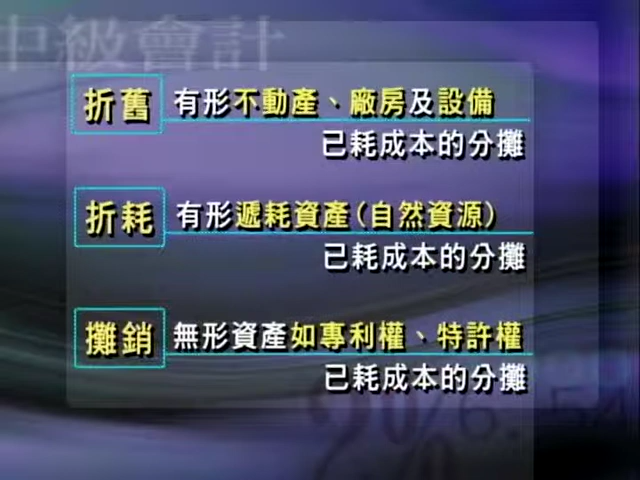 中級會計
折舊 有形不動產、廠房及設備
已耗成本的分攤
折耗 有形遞耗資產(自然資源)
已耗成本的分攤
攤銷 無形資產如專利權、特許權
已耗成本的分攤